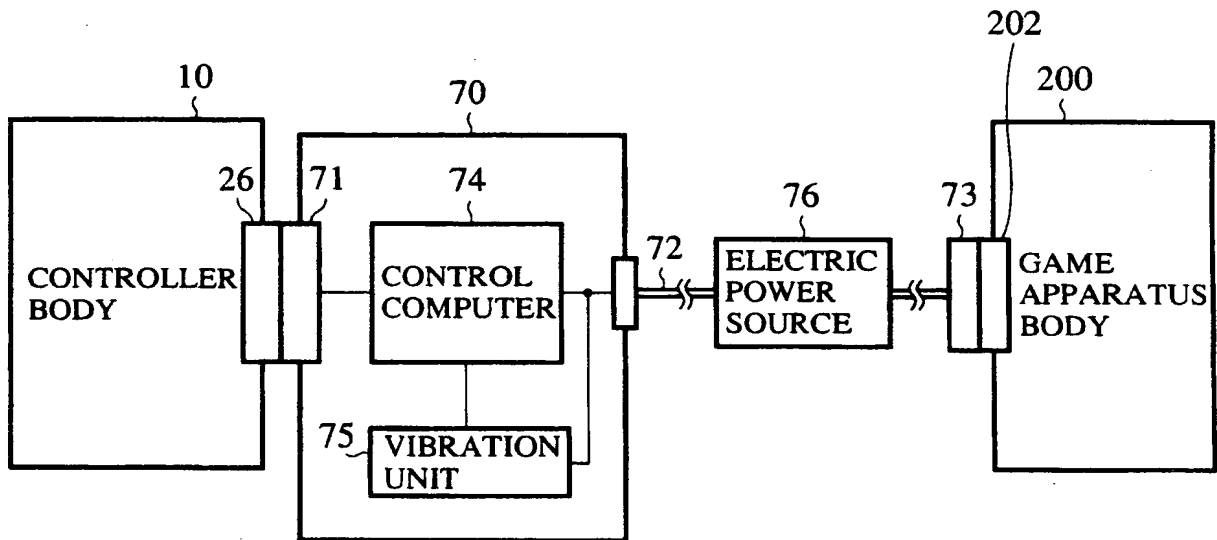 202
10
70
200
26
71
74
76
73
72
CONTROLLER
BODY
CONTROL
COMPUTER
ELECTRIC
POWER
SOURCE
GAME
APPARATUS
BODY
75
VIBRATION
UNIT